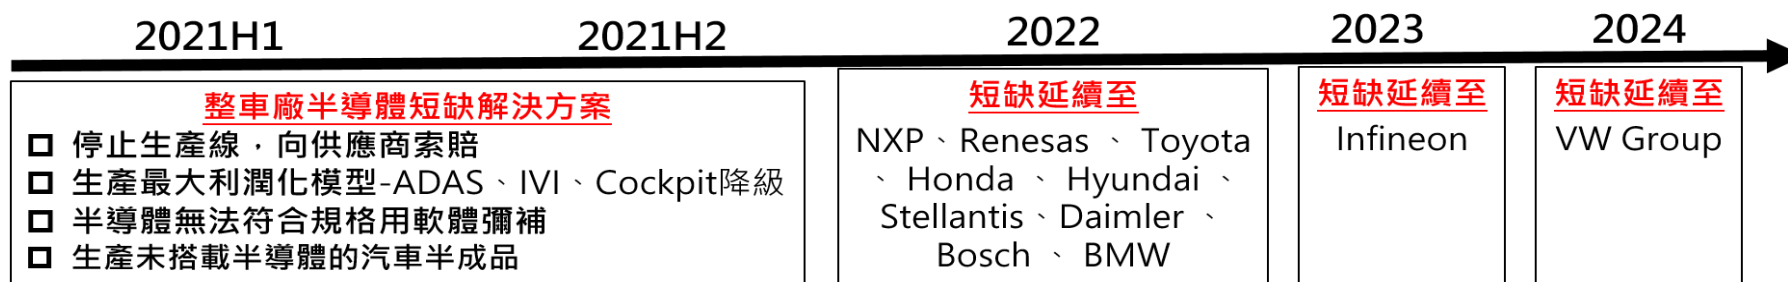 2021H1
2021H2
2022
2023
2024
整車廠半導體短缺解決方案
停止生產線，向供應商索賠
生產最大利潤化模型-ADAS、IVI、Cockpit降級
半導體無法符合規格用軟體彌補
生產未搭載半導體的汽車半成品
短缺延續至
NXP、Renesas 、 Toyota
、 Honda 、 Hyundai 、
Stellantis、Daimler 、
Bosch 、 BMW
短缺延續至
Infineon
短缺延續至
VW Group